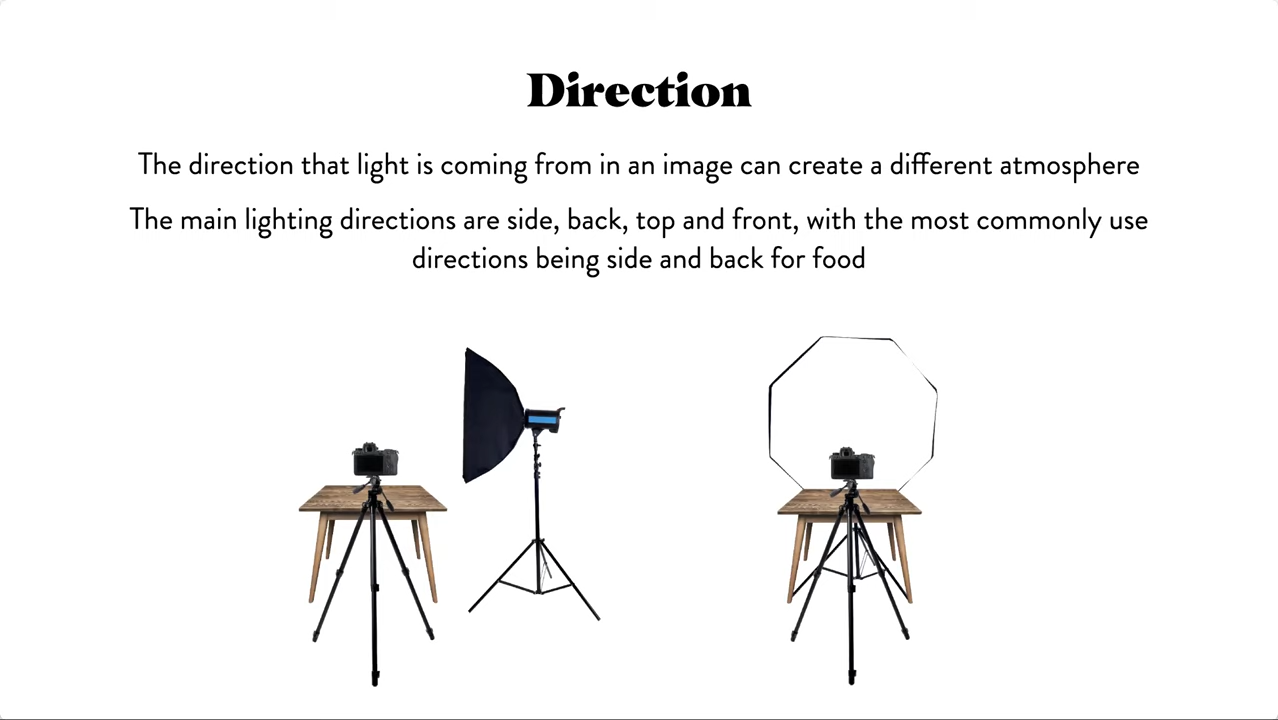 Direction
The direction that light is coming from in an image can create a different atmosphere
The main lighting directions are side, back, top and front, with the most commonly use
directions being side and back for food